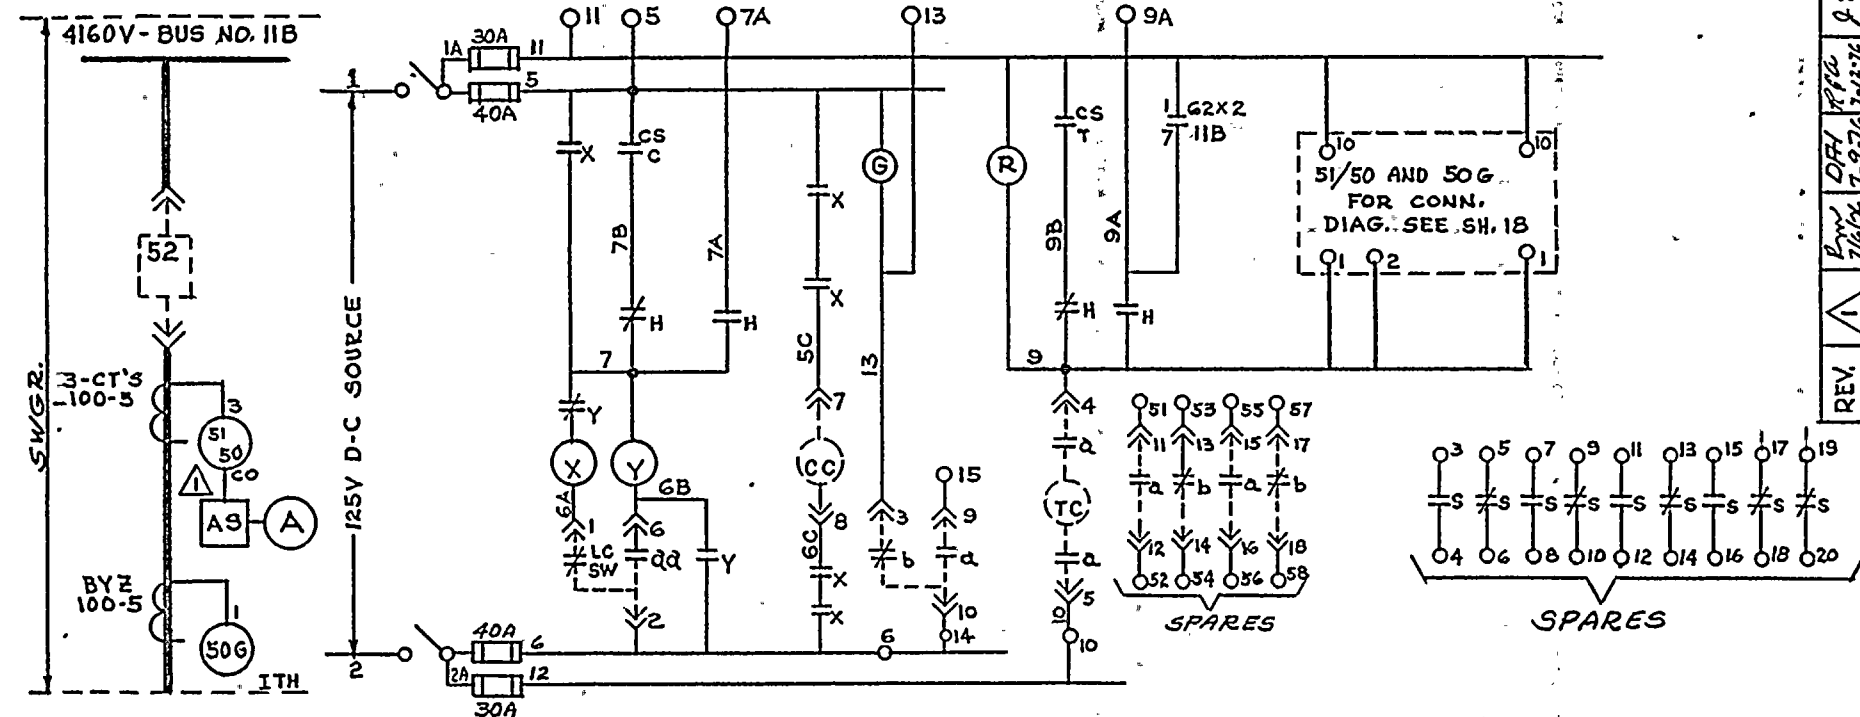 4160V-BUS NO. 11B
52
SWGR.
3-CT'S
100-5
3
51
50
CO
1
AS
A
BYZ
100-5
1
50G
ITH
125V D-C SOURCE
1
2
11
5
7A
13
9A
1A
30A
11
5
40A
X
CS
C
7B
H
7A
H
7
Y
X
Y
6A
1
LC
SW
6B
6
aa
Y
2
X
X
5C
7
CC
8
6C
X
X
G
13
3
b
15
9
a
10
14
6
40A
6
2A
12
30A
R
CS
T
9B
H
9A
H
1
62X2
7
11B
9
4
a
TC
a
5
10
10
10
10
51/50 AND 50G
FOR CONN.
DIAG. SEE SH. 18
1
2
1
51
53
55
57
11
13
15
17
a
b
a
b
12
14
16
18
52
54
56
58
SPARES
3
5
7
9
11
13
15
17
19
S
S
S
S
S
S
S
S
S
4
6
8
10
12
14
16
18
20
SPARES
REV.
1